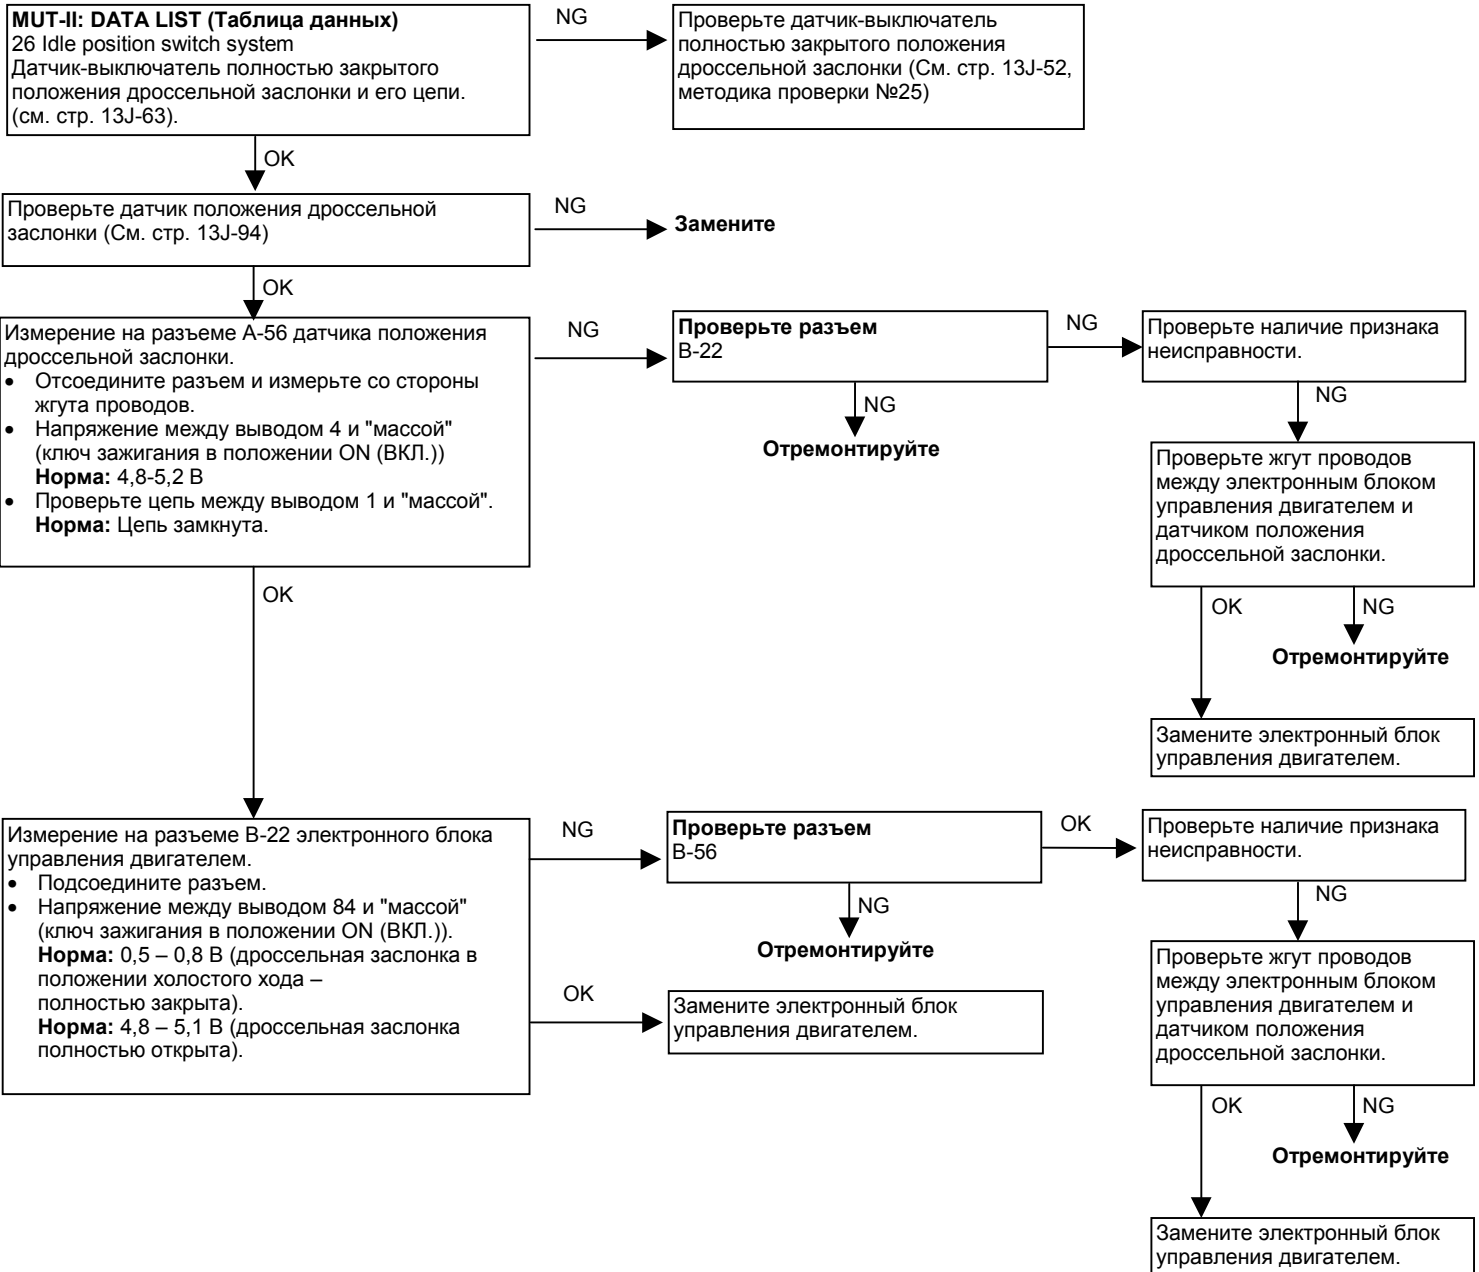 MUT-II: DATA LIST (Таблица данных)
26 Idle position switch system
Датчик-выключатель полностью закрытого
положения дроссельной заслонки и его цепи.
(см. стр. 13J-63).
NG
Проверьте датчик-выключатель
полностью закрытого положения
дроссельной заслонки (См. стр. 13J-52,
методика проверки №25)
OK
Проверьте датчик положения дроссельной
заслонки (См. стр. 13J-94)
NG
Замените
OK
Измерение на разъеме А-56 датчика положения
дроссельной заслонки.
• Отсоедините разъем и измерьте со стороны
жгута проводов.
• Напряжение между выводом 4 и "массой"
(ключ зажигания в положении ON (ВКЛ.))
Норма: 4,8-5,2 В
• Проверьте цепь между выводом 1 и "массой".
Норма: Цепь замкнута.
NG
Проверьте разъем
В-22
NG
Проверьте наличие признака
неисправности.
NG
Отремонтируйте
NG
Проверьте жгут проводов
между электронным блоком
управления двигателем и
датчиком положения
дроссельной заслонки.
OK
NG
Отремонтируйте
Замените электронный блок
управления двигателем.
OK
Измерение на разъеме В-22 электронного блока
управления двигателем.
• Подсоедините разъем.
• Напряжение между выводом 84 и "массой"
(ключ зажигания в положении ON (ВКЛ.)).
Норма: 0,5 – 0,8 В (дроссельная заслонка в
положении холостого хода –
полностью закрыта).
Норма: 4,8 – 5,1 В (дроссельная заслонка
полностью открыта).
NG
Проверьте разъем
В-56
OK
Проверьте наличие признака
неисправности.
NG
Отремонтируйте
OK
Замените электронный блок
управления двигателем.
NG
Проверьте жгут проводов
между электронным блоком
управления двигателем и
датчиком положения
дроссельной заслонки.
OK
NG
Отремонтируйте
Замените электронный блок
управления двигателем.